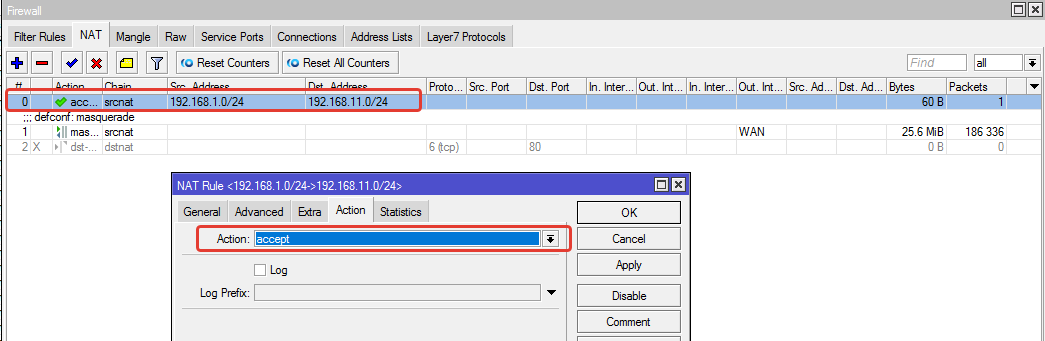 Firewall
Filter Rules NAT Mangle Raw Service Ports Connections Address Lists Layer7 Protocols
Reset Counters Reset All Counters Find all
# Action Chain Src. Address Dst. Address Proto... Src. Port Dst. Port In. Inter... Out. Int... In. Inter... Out. Int... Src. Ad... Dst. Ad... Bytes Packets
0 acc... srcnat 192.168.1.0/24 192.168.11.0/24 60 B 1
;;; defconf: masquerade
1 mas... srcnat WAN 25.6 MiB 186 336
2 X dst-... dstnat 6 (tcp) 80 0 B 0
NAT Rule <192.168.1.0/24->192.168.11.0/24>
General Advanced Extra Action Statistics
OK
Action: accept
Cancel
Log
Apply
Log Prefix:
Disable
Comment